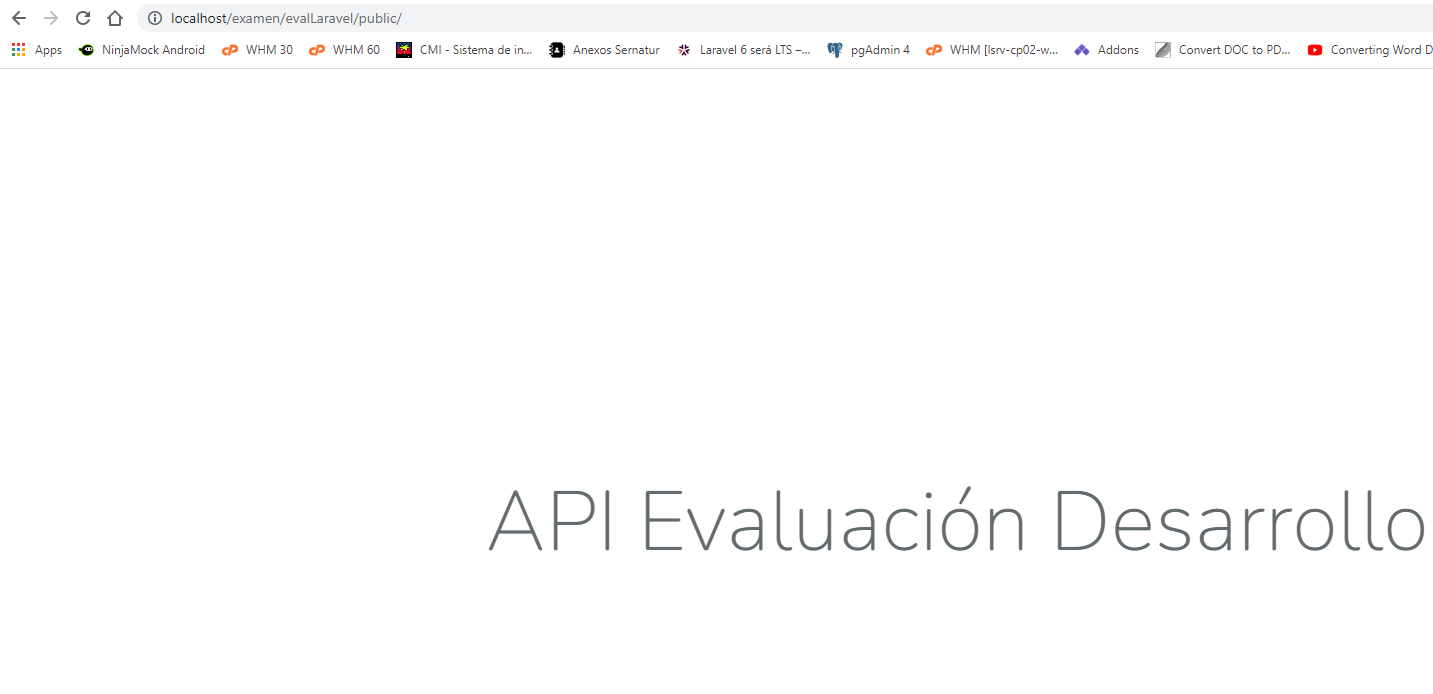 localhost/examen/evalLaravel/public/
Apps NinjaMock Android WHM 30 WHM 60 CMI - Sistema de in... Anexos Sernatur Laravel 6 será LTS –... pgAdmin 4 WHM [lsrv-cp02-w... Addons Convert DOC to PD... Converting Word D
API Evaluación Desarrollo